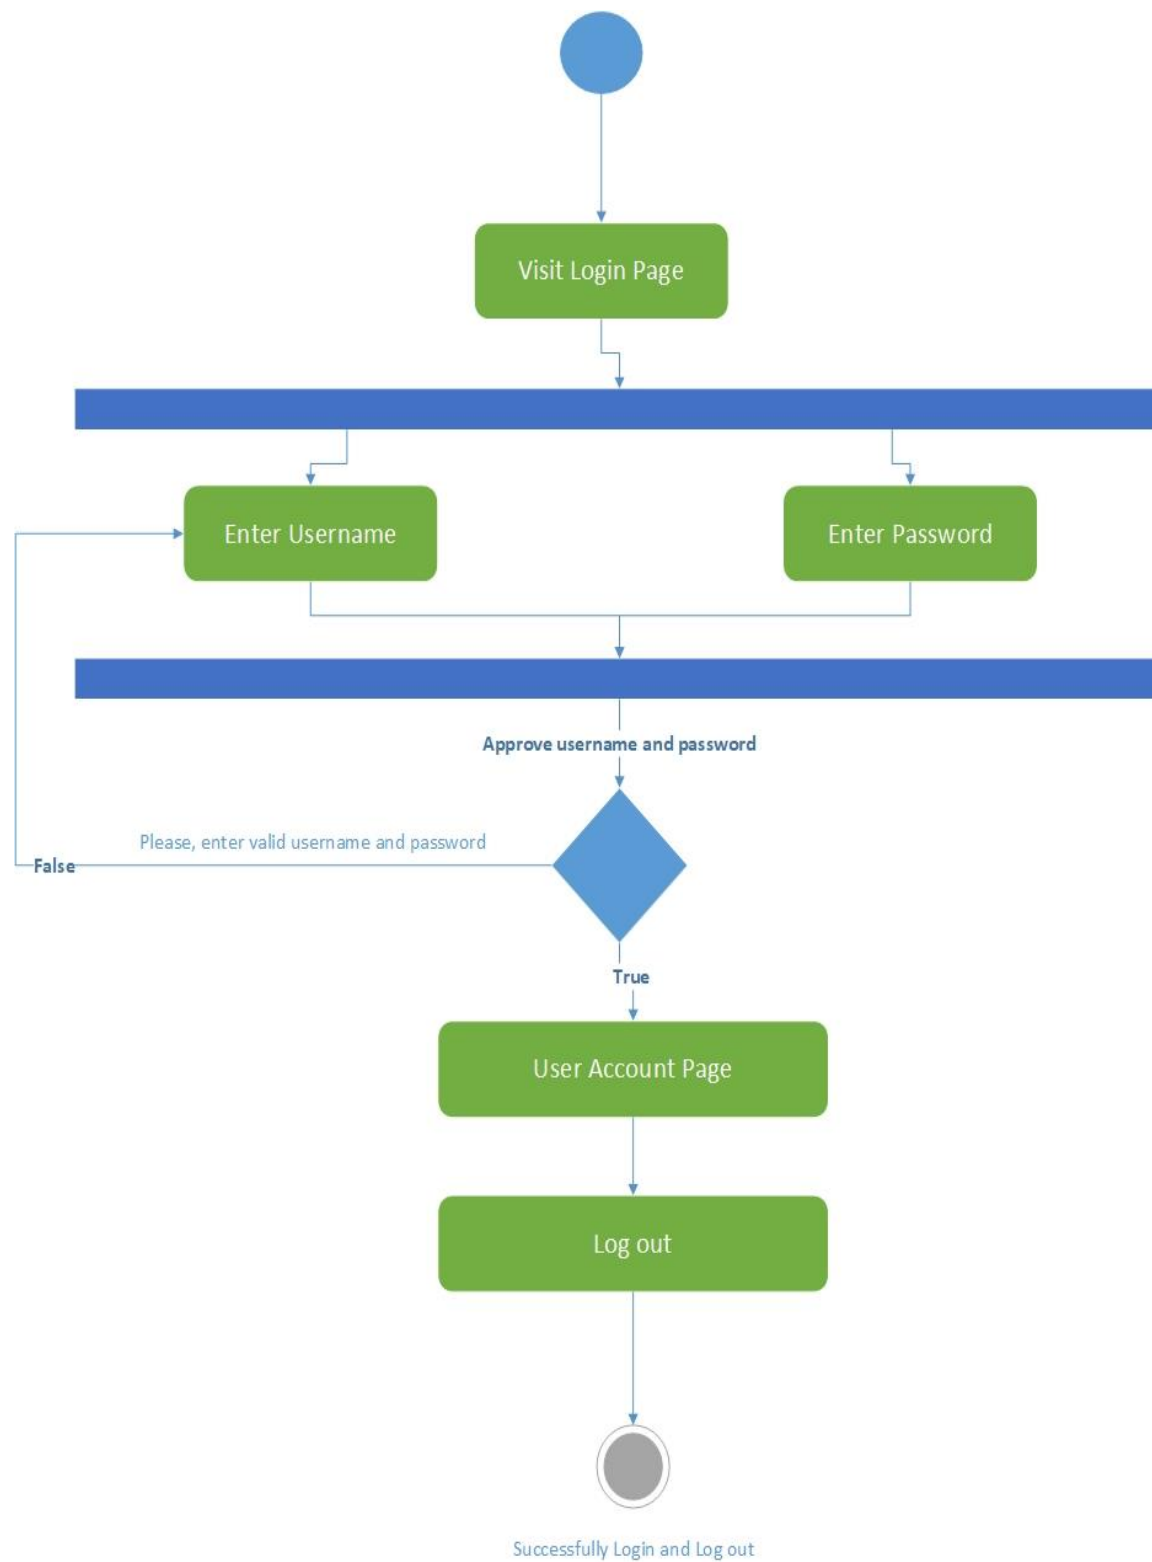 Visit Login Page
Enter Username
Enter Password
Approve username and password
Please, enter valid username and password
False
True
User Account Page
Log out
Successfully Login and Log out